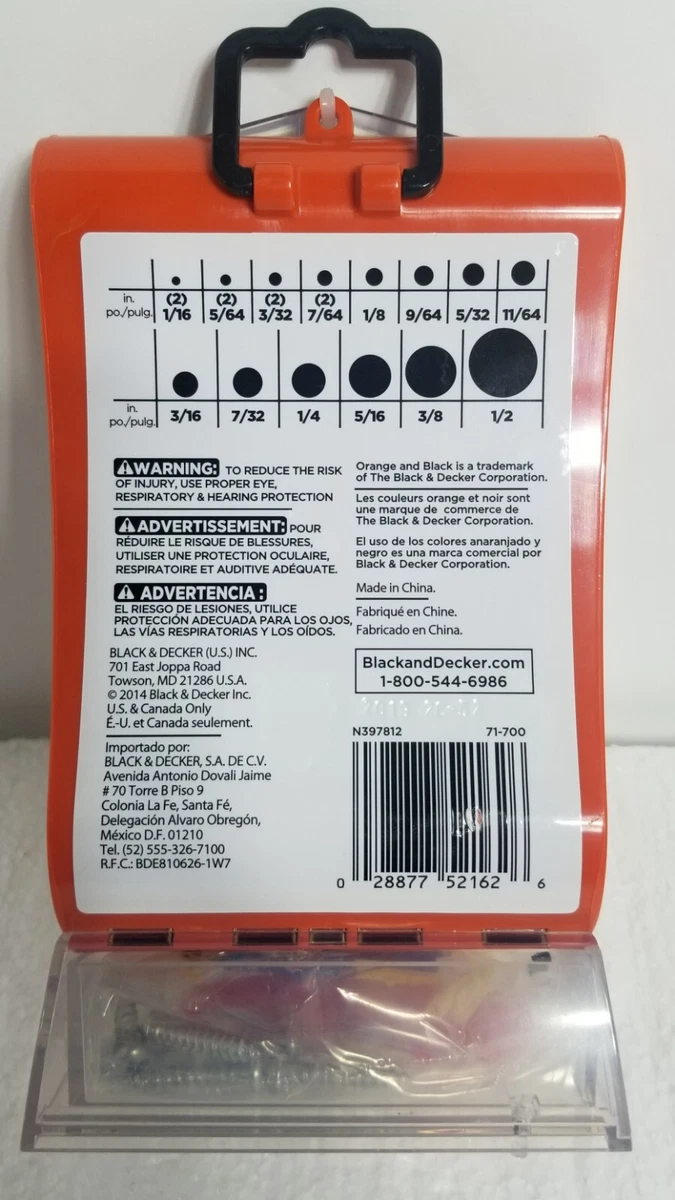 in.
po./pulg.
(2) (2) (2) (2)
1/16 5/64 3/32 7/64 1/8 9/64 5/32 11/64
in.
po./pulg.
3/16 7/32 1/4 5/16 3/8 1/2
WARNING: TO REDUCE THE RISK
OF INJURY, USE PROPER EYE,
RESPIRATORY & HEARING PROTECTION
ADVERTISSEMENT: POUR
RÉDUIRE LE RISQUE DE BLESSURES,
UTILISER UNE PROTECTION OCULAIRE,
RESPIRATOIRE ET AUDITIVE ADÉQUATE.
ADVERTENCIA :
EL RIESGO DE LESIONES, UTILICE
PROTECCIÓN ADECUADA PARA LOS OJOS,
LAS VÍAS RESPIRATORIAS Y LOS OÍDOS.
BLACK & DECKER (U.S.) INC.
701 East Joppa Road
Towson, MD 21286 U.S.A.
© 2014 Black & Decker Inc.
U.S. & Canada Only
É.-U. et Canada seulement.
Importado por:
BLACK & DECKER, S.A. DE C.V.
Avenida Antonio Dovali Jaime
# 70 Torre B Piso 9
Colonia La Fe, Santa Fé,
Delegación Alvaro Obregón,
México D.F. 01210
Tel. (52) 555-326-7100
R.F.C.: BDE810626-1W7
Orange and Black is a trademark
of The Black & Decker Corporation.
Les couleurs orange et noir sont
une marque de commerce de
The Black & Decker Corporation.
El uso de los colores anaranjado y
negro es una marca comercial por
Black & Decker Corporation.
Made in China.
Fabriqué en Chine.
Fabricado en China.
BlackandDecker.com
1-800-544-6986
N397812 71-700
0 28877 52162 6